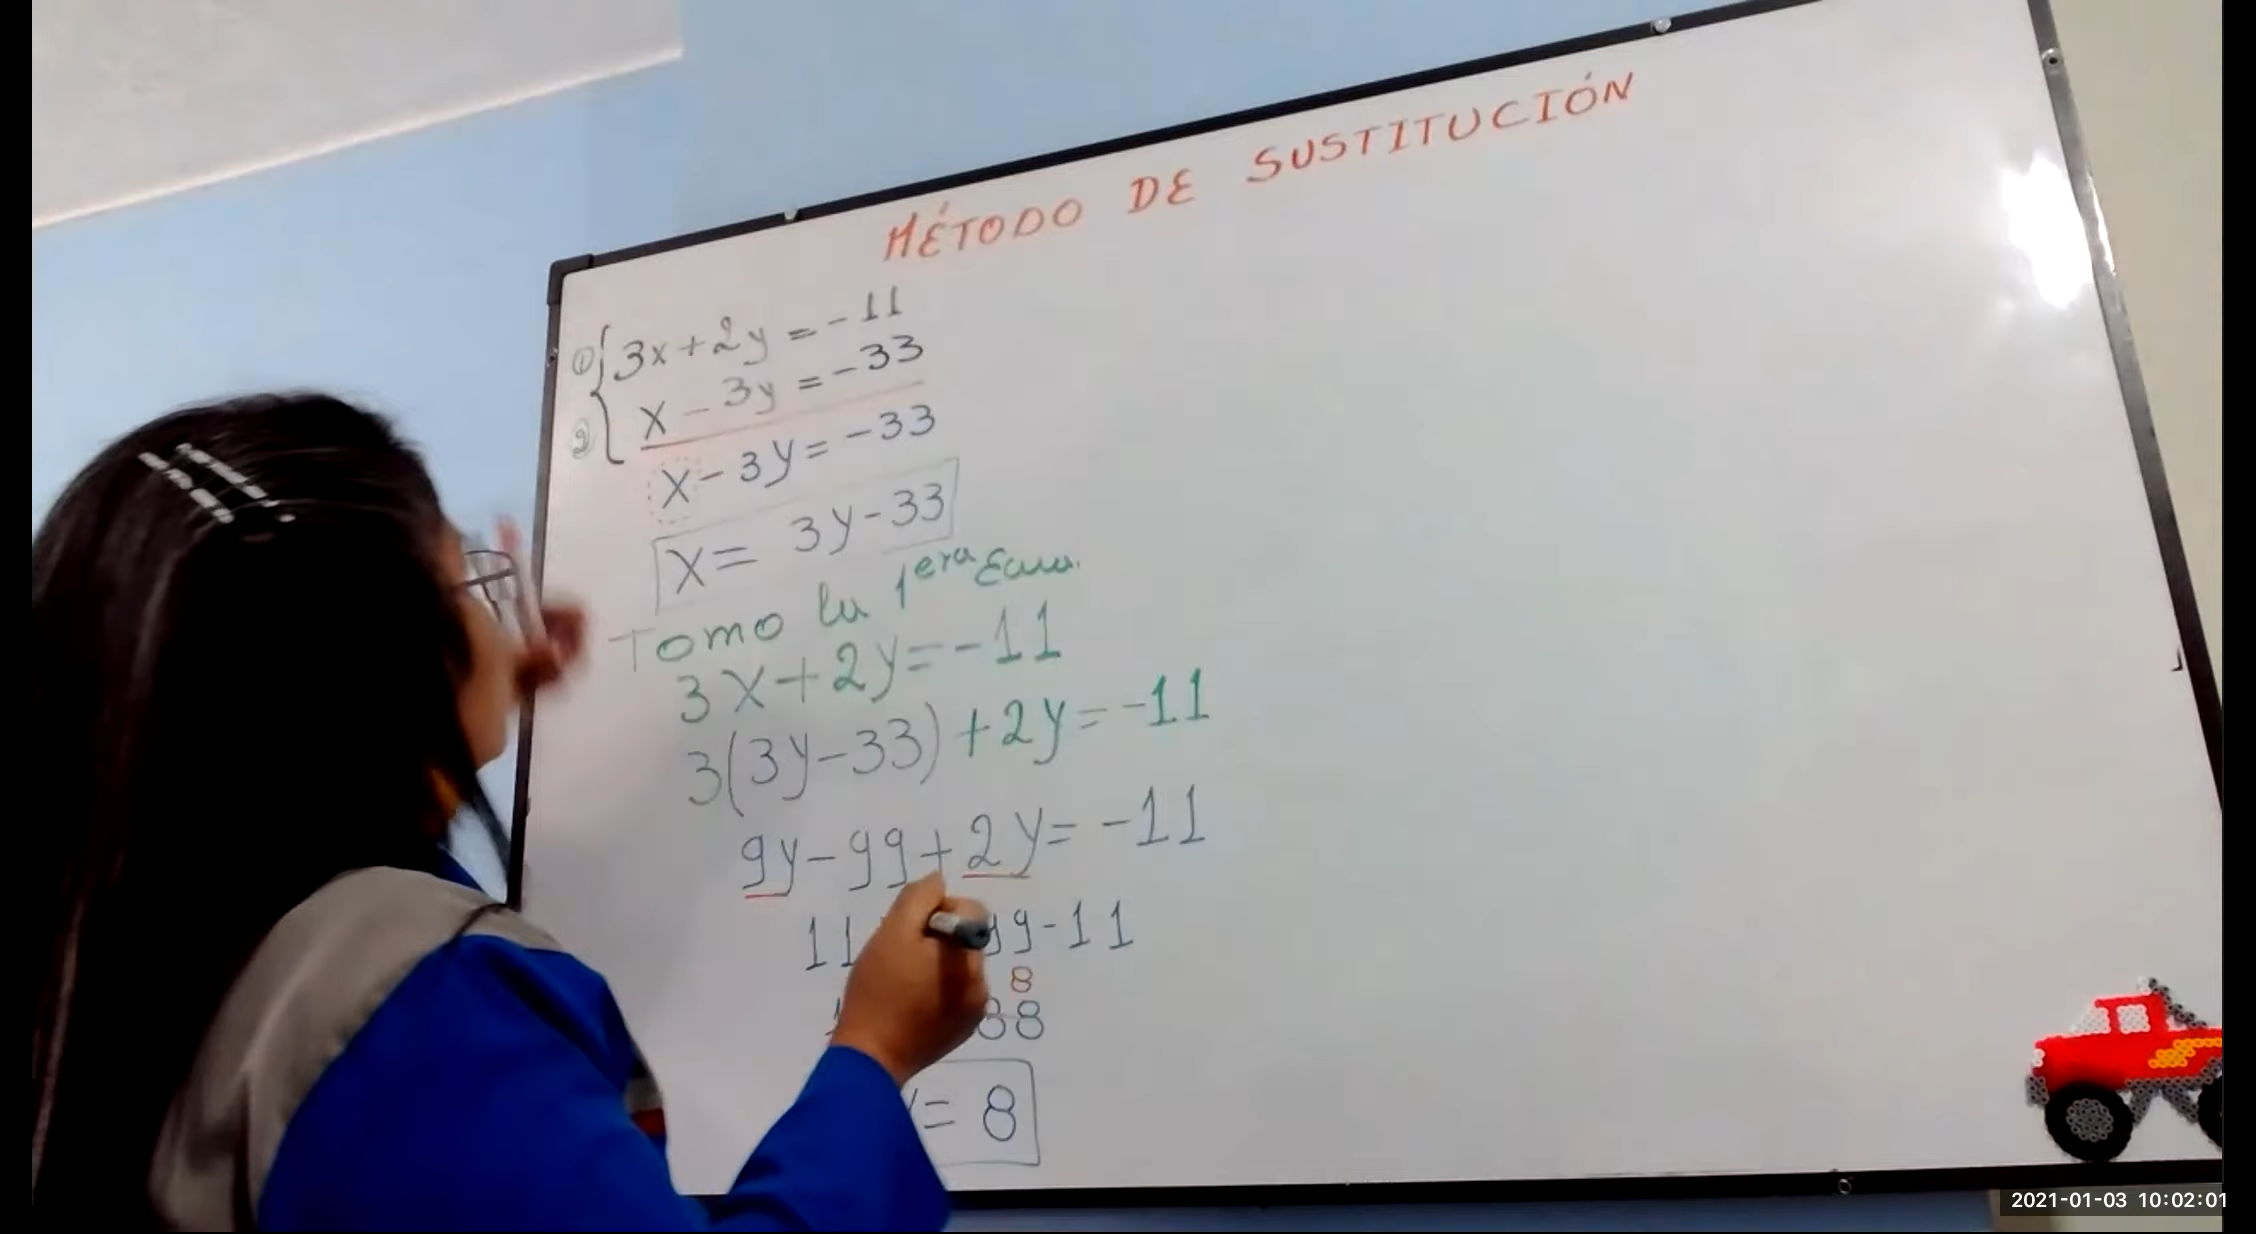 MÉTODO DE SUSTITUCIÓN
① 3x+2y=-11
② x-3y=-33
x-3y=-33
x= 3y-33
Tomo la 1era Ecua.
3x+2y=-11
3(3y-33)+2y=-11
9y-99+2y=-11
11 99-11
8
88
= 8
2021-01-03 10:02:01